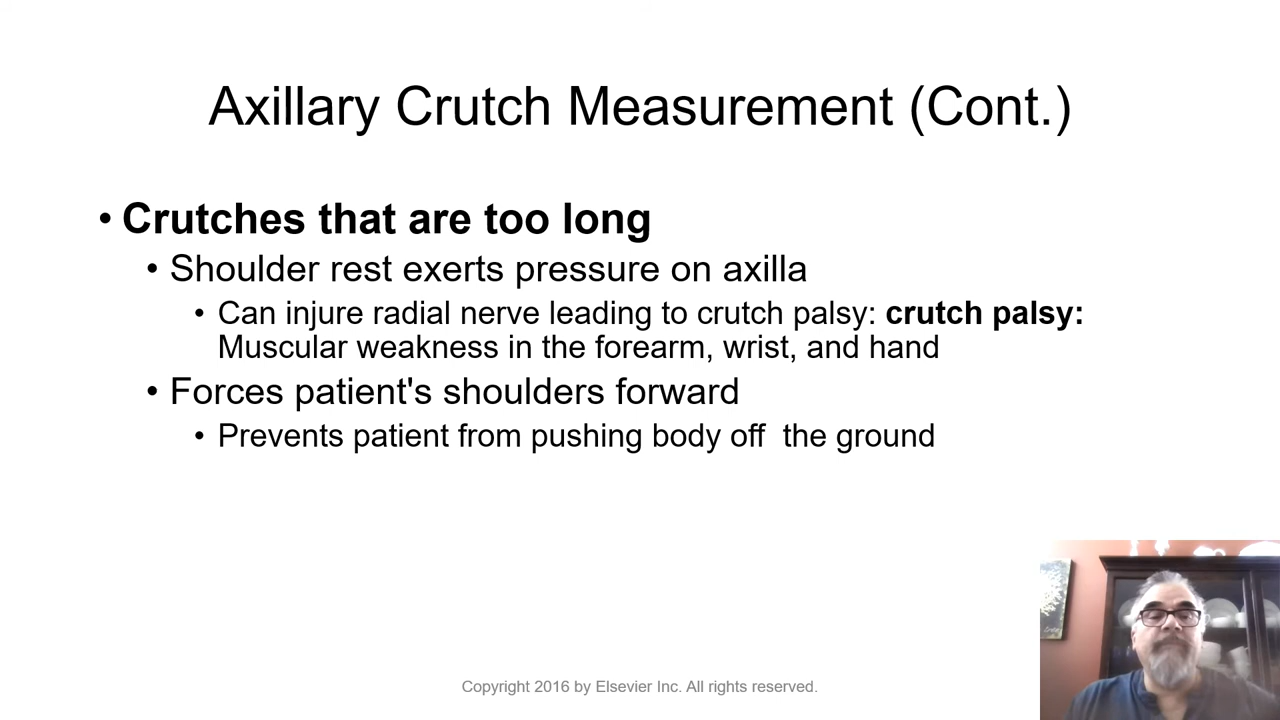 Axillary Crutch Measurement (Cont.)
• Crutches that are too long
• Shoulder rest exerts pressure on axilla
• Can injure radial nerve leading to crutch palsy: crutch palsy:
Muscular weakness in the forearm, wrist, and hand
• Forces patient's shoulders forward
• Prevents patient from pushing body off  the ground
Copyright 2016 by Elsevier Inc. All rights reserved.